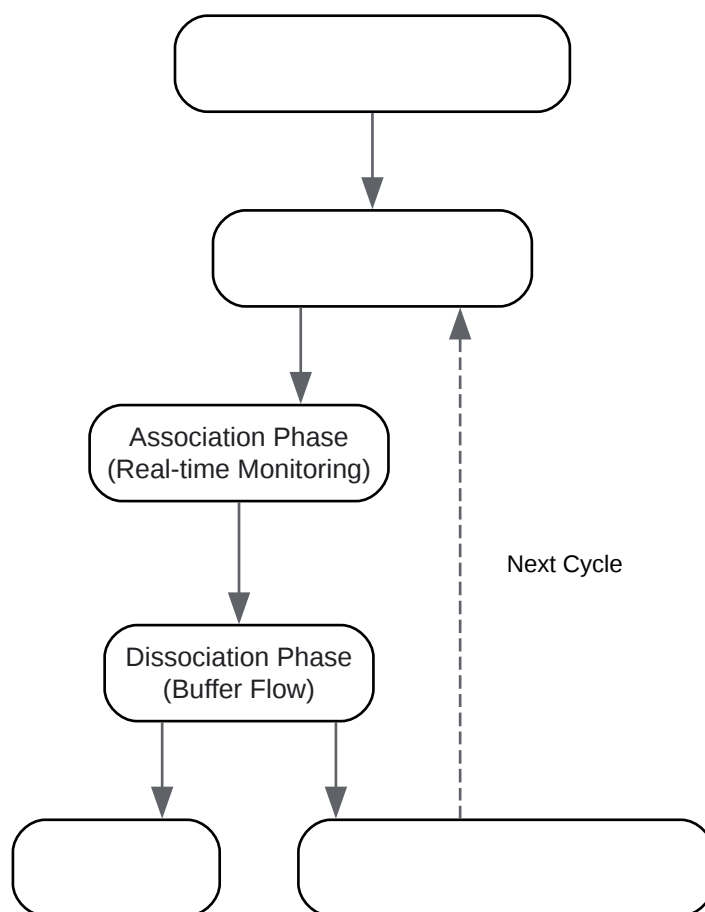 Association Phase
(Real-time Monitoring)
Next Cycle
Dissociation Phase
(Buffer Flow)